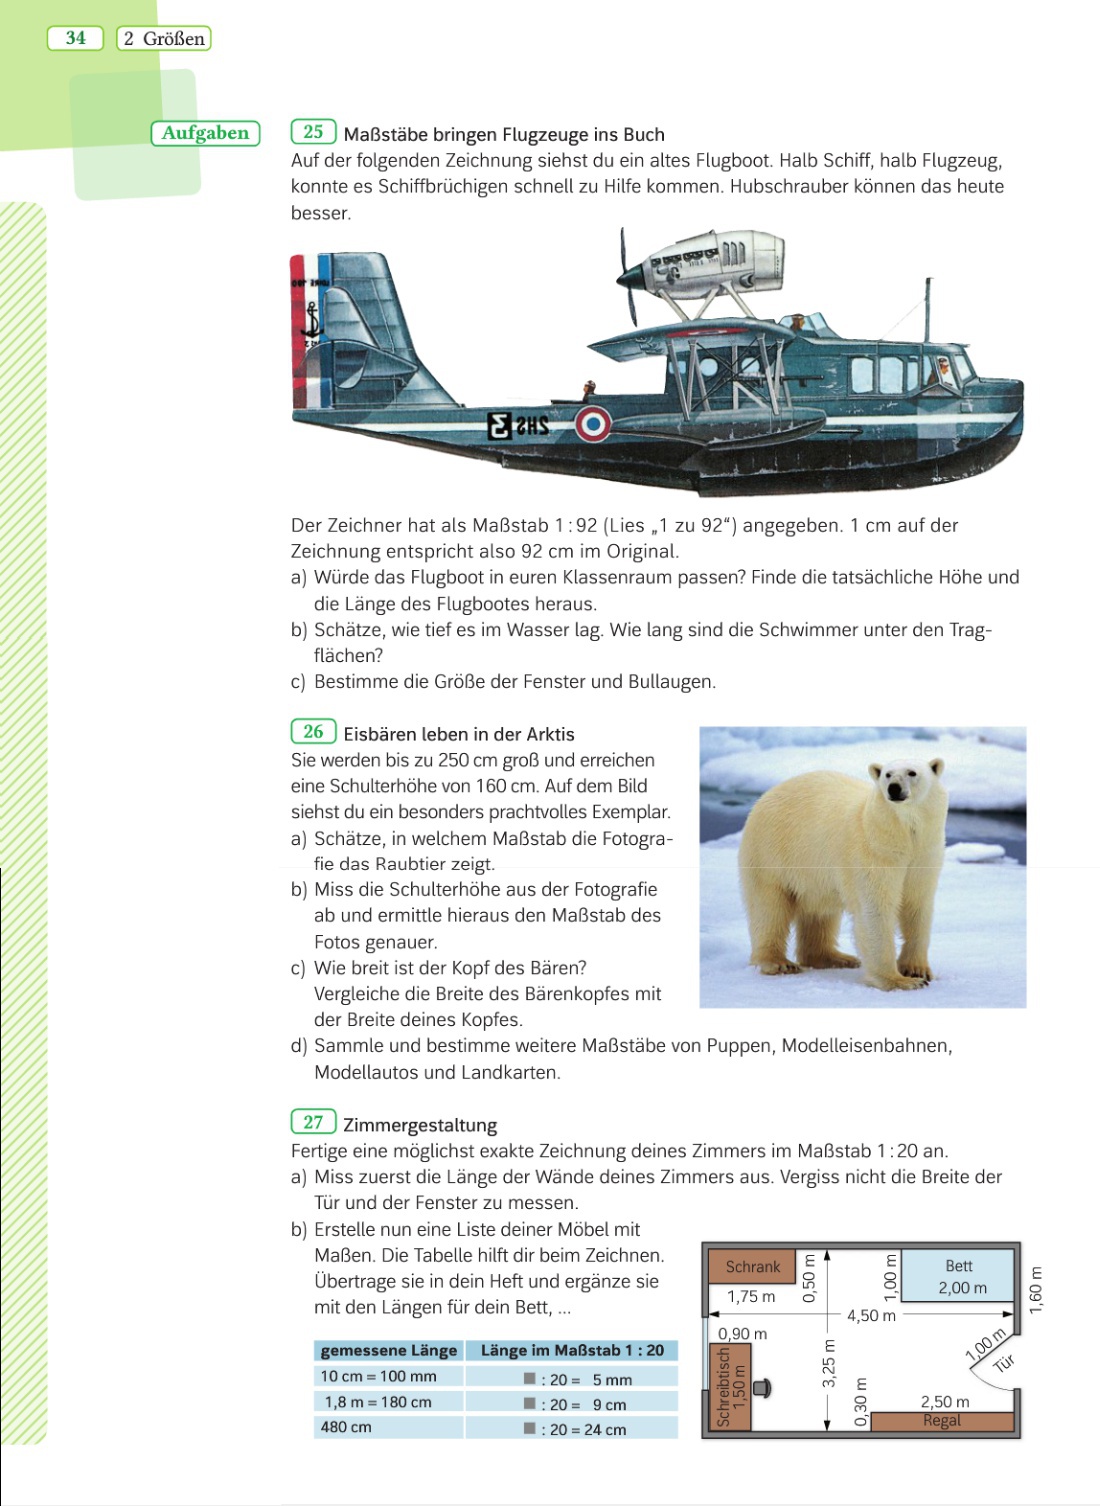 34
2 Größen
Aufgaben
25 Maßstäbe bringen Flugzeuge ins Buch
Auf der folgenden Zeichnung siehst du ein altes Flugboot. Halb Schiff, halb Flugzeug,
konnte es Schiffbrüchigen schnell zu Hilfe kommen. Hubschrauber können das heute
besser.
Der Zeichner hat als Maßstab 1:92 (Lies „1 zu 92“) angegeben. 1 cm auf der
Zeichnung entspricht also 92 cm im Original.
a) Würde das Flugboot in euren Klassenraum passen? Finde die tatsächliche Höhe und
die Länge des Flugbootes heraus.
b) Schätze, wie tief es im Wasser lag. Wie lang sind die Schwimmer unter den Trag-
flächen?
c) Bestimme die Größe der Fenster und Bullaugen.
26 Eisbären leben in der Arktis
Sie werden bis zu 250 cm groß und erreichen
eine Schulterhöhe von 160 cm. Auf dem Bild
siehst du ein besonders prachtvolles Exemplar.
a) Schätze, in welchem Maßstab die Fotogra-
fie das Raubtier zeigt.
b) Miss die Schulterhöhe aus der Fotografie
ab und ermittle hieraus den Maßstab des
Fotos genauer.
c) Wie breit ist der Kopf des Bären?
Vergleiche die Breite des Bärenkopfes mit
der Breite deines Kopfes.
d) Sammle und bestimme weitere Maßstäbe von Puppen, Modelleisenbahnen,
Modellautos und Landkarten.
27 Zimmergestaltung
Fertige eine möglichst exakte Zeichnung deines Zimmers im Maßstab 1:20 an.
a) Miss zuerst die Länge der Wände deines Zimmers aus. Vergiss nicht die Breite der
Tür und der Fenster zu messen.
b) Erstelle nun eine Liste deiner Möbel mit
Maßen. Die Tabelle hilft dir beim Zeichnen.
Übertrage sie in dein Heft und ergänze sie
mit den Längen für dein Bett, ...
gemessene Länge Länge im Maßstab 1 : 20
10 cm = 100 mm ■ : 20 = 5 mm
1,8 m = 180 cm ■ : 20 = 9 cm
480 cm ■ : 20 = 24 cm
Schrank
1,75 m
0,50 m
1,00 m
Bett
2,00 m
1,60 m
4,50 m
0,90 m
Schreibtisch
1,50 m
3,25 m
1,00 m
Tür
0,30 m
2,50 m
Regal